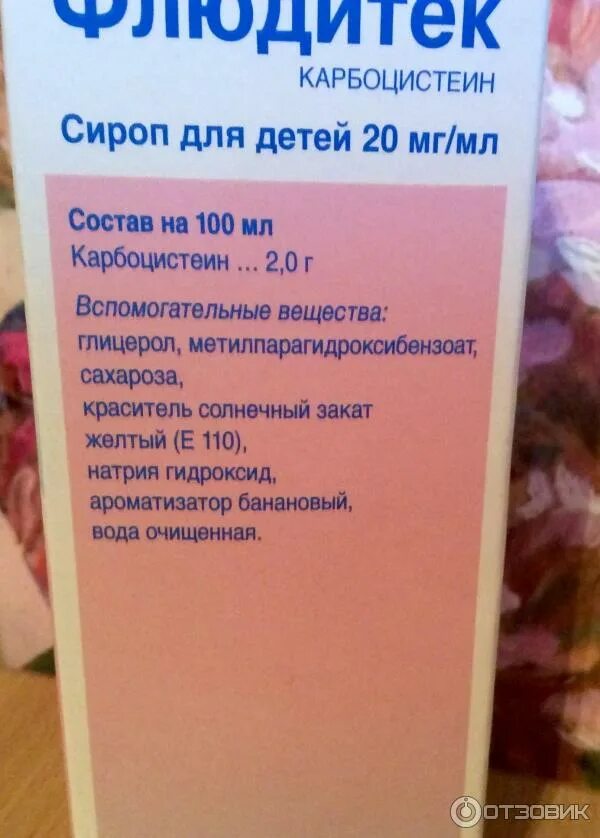 Флюдитек
КАРБОЦИСТЕИН
Сироп для детей 20 мг/мл
Состав на 100 мл
Карбоцистеин ... 2,0 г
Вспомогательные вещества:
глицерол, метилпарагидроксибензоат,
сахароза,
краситель солнечный закат
желтый (Е 110),
натрия гидроксид,
ароматизатор банановый,
вода очищенная.
ОТЗОВИК